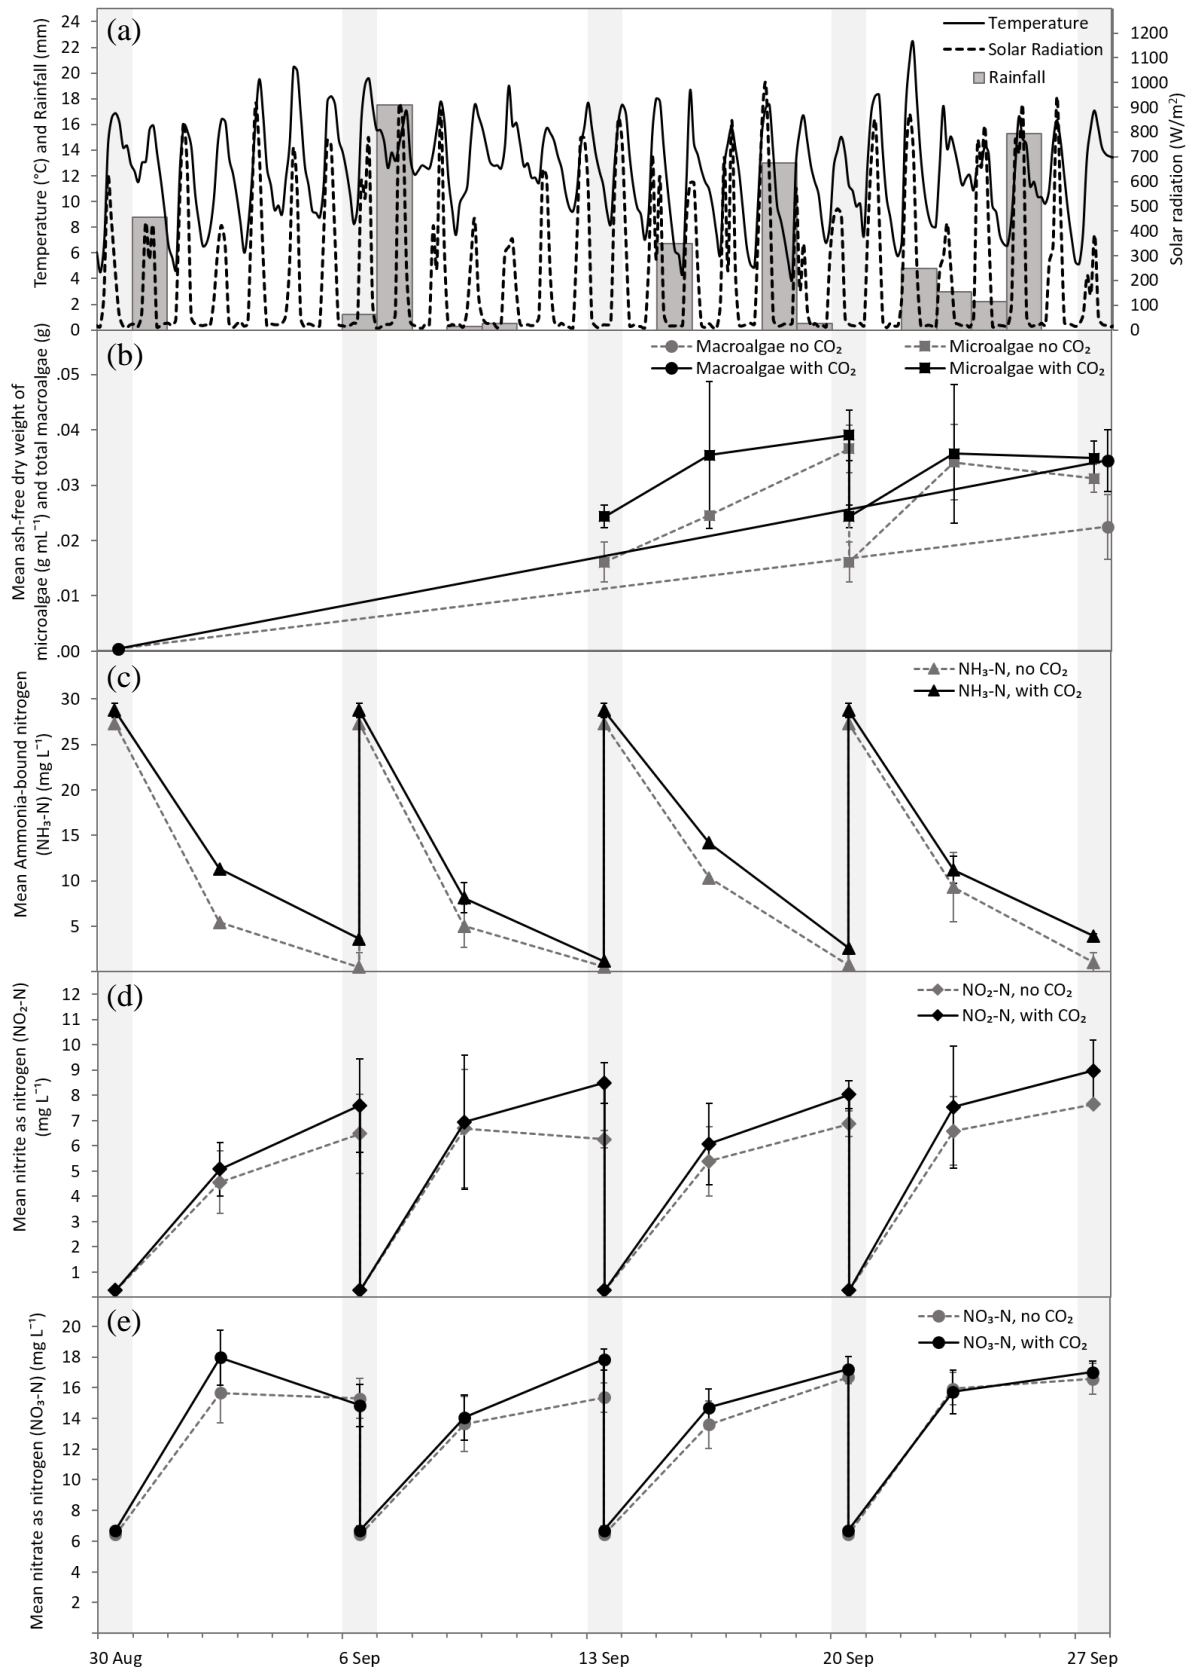 (a)
Temperature
Solar Radiation
Rainfall
Temperature (°C) and Rainfall (mm)
24
22
20
18
16
14
12
10
8
6
4
2
0
Solar radiation (W/m²)
1200
1100
1000
900
800
700
600
500
400
300
200
100
0
(b)
Macroalgae no CO₂
Microalgae no CO₂
Macroalgae with CO₂
Microalgae with CO₂
Mean ash-free dry weight of
microalgae (g mL⁻¹) and total macroalgae (g)
.05
.04
.03
.02
.01
.00
(c)
NH₃-N, no CO₂
NH₃-N, with CO₂
Mean Ammonia-bound nitrogen
(NH₃-N) (mg L⁻¹)
30
25
20
15
10
5
(d)
NO₂-N, no CO₂
NO₂-N, with CO₂
Mean nitrite as nitrogen (NO₂-N)
(mg L⁻¹)
12
11
10
9
8
7
6
5
4
3
2
1
(e)
NO₃-N, no CO₂
NO₃-N, with CO₂
Mean nitrate as nitrogen (NO₃-N) (mg L⁻¹)
20
18
16
14
12
10
8
6
4
2
30 Aug
6 Sep
13 Sep
20 Sep
27 Sep